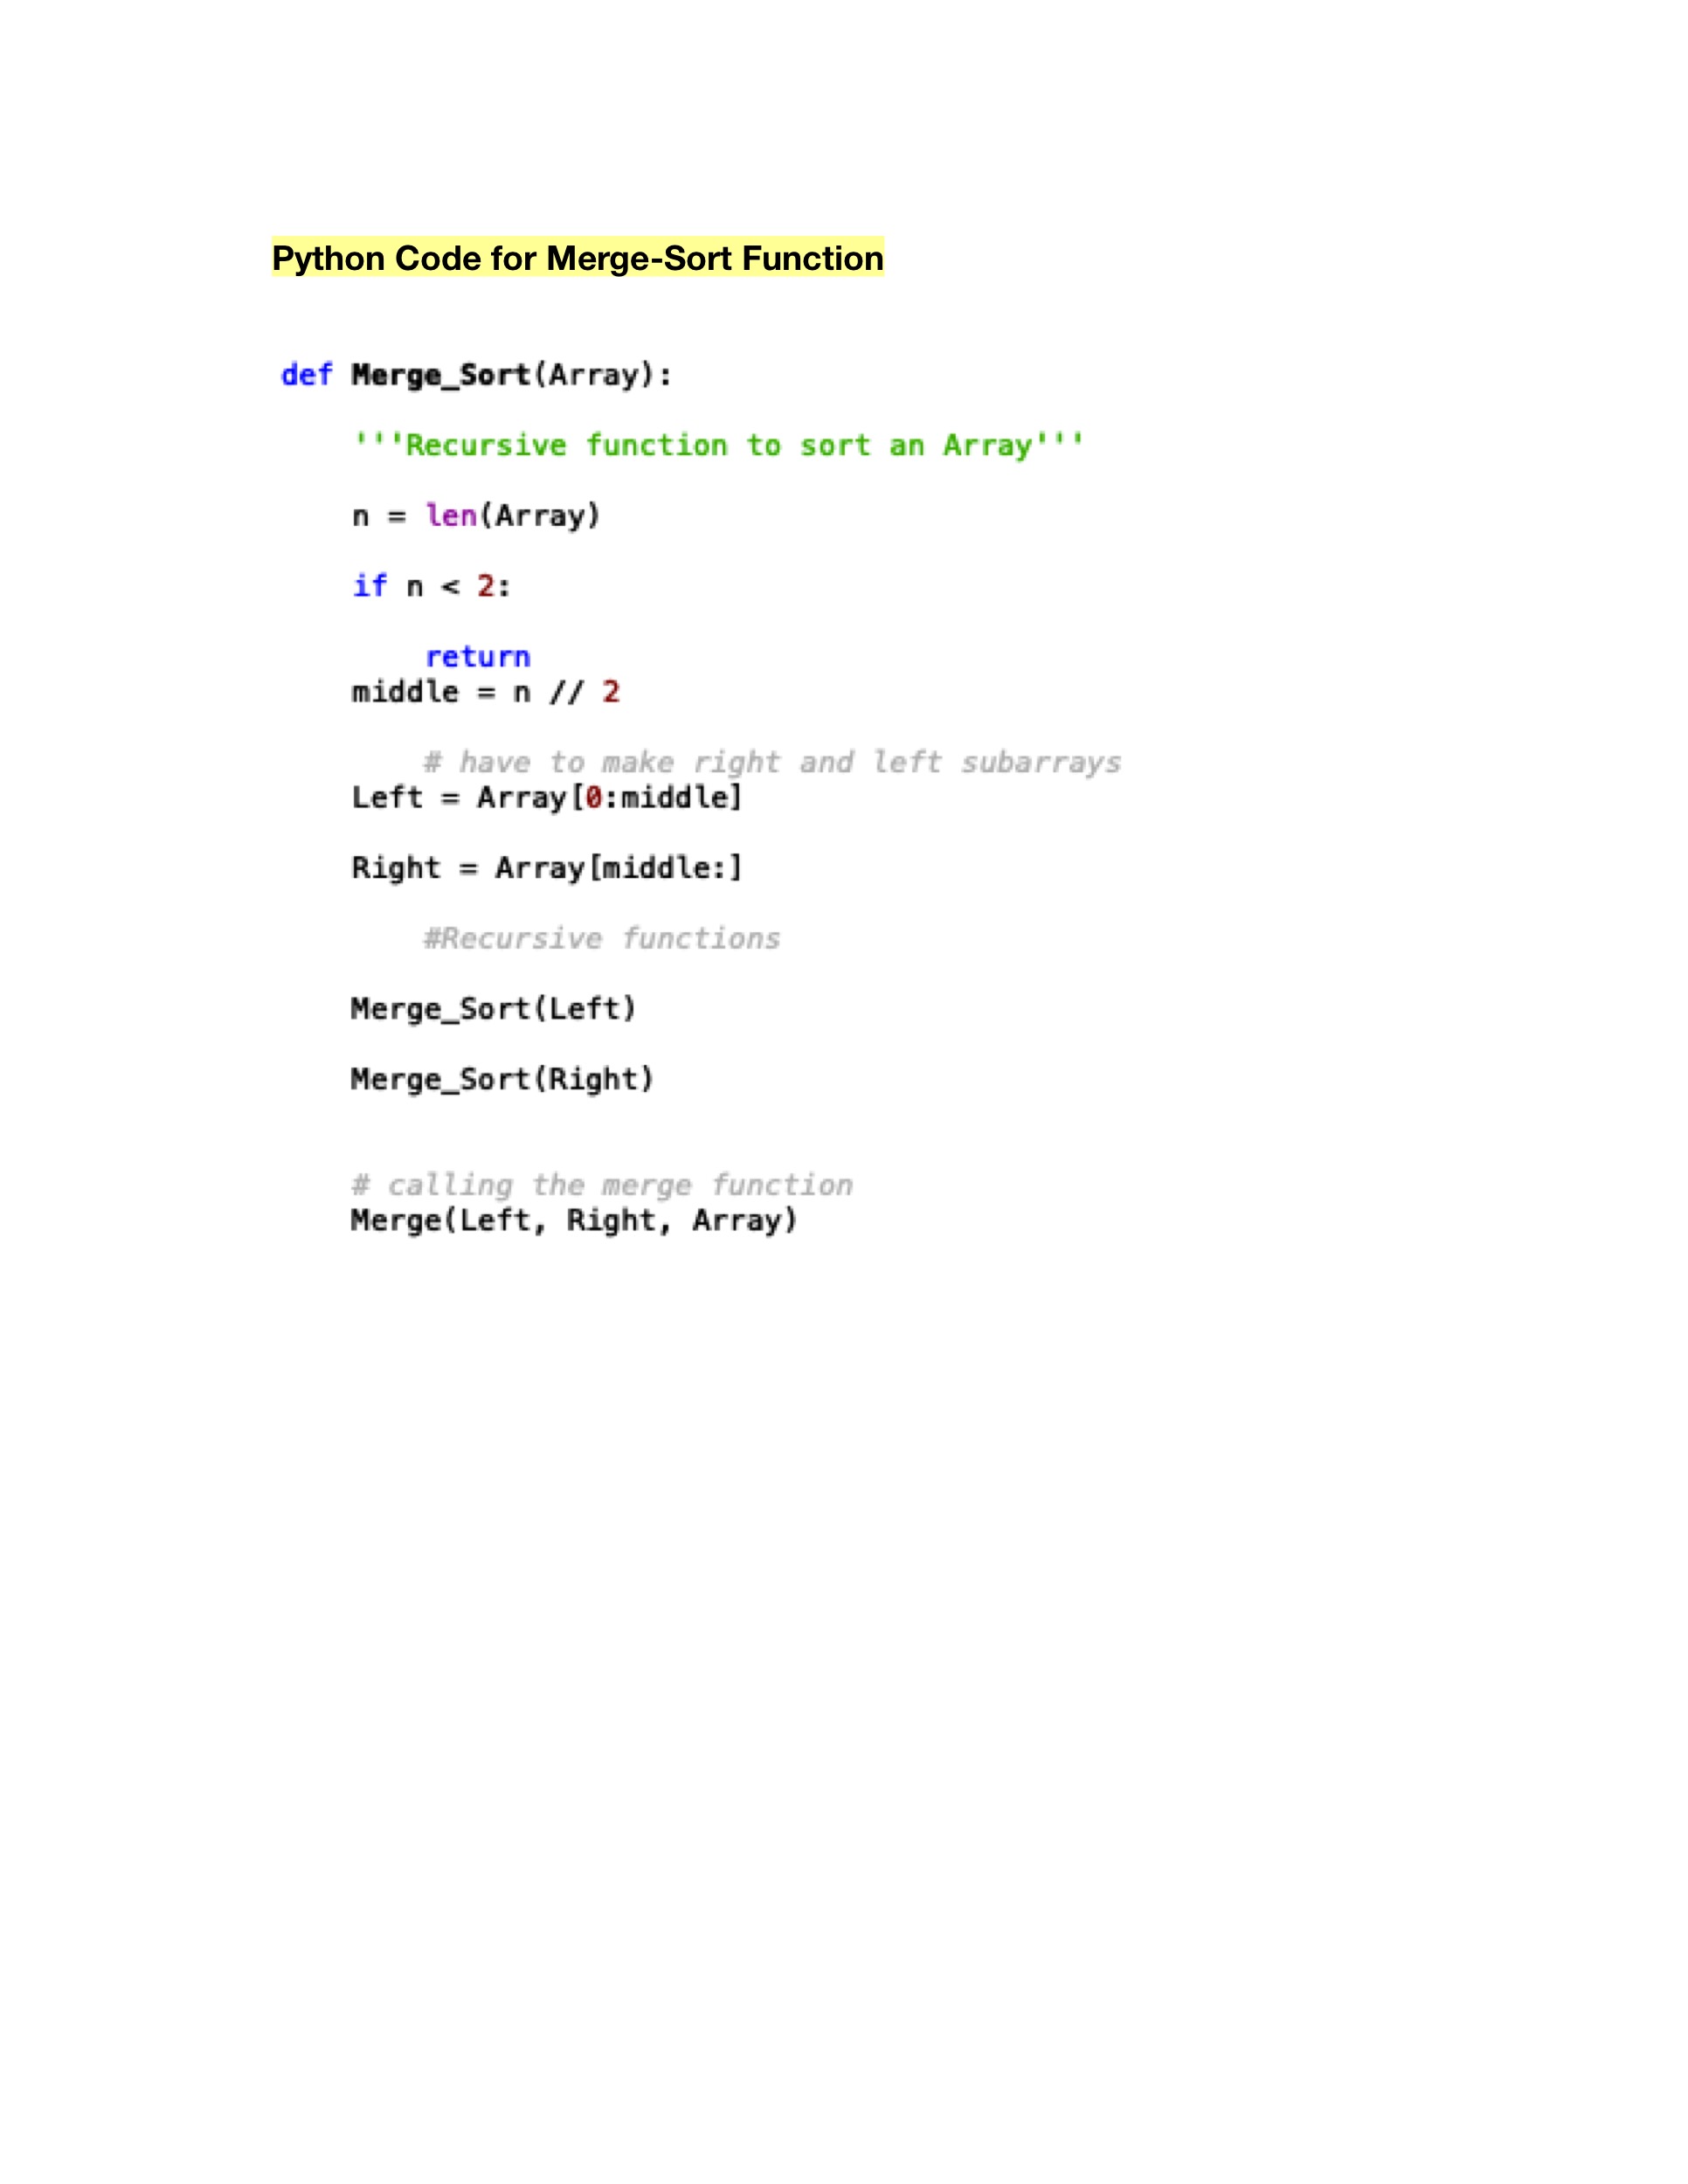 Python Code for Merge-Sort Function
def Merge_Sort(Array):
'''Recursive function to sort an Array'''
n = len(Array)
if n < 2:
return
middle = n // 2
# have to make right and left subarrays
Left = Array[0:middle]
Right = Array[middle:]
#Recursive functions
Merge_Sort(Left)
Merge_Sort(Right)
# calling the merge function
Merge(Left, Right, Array)